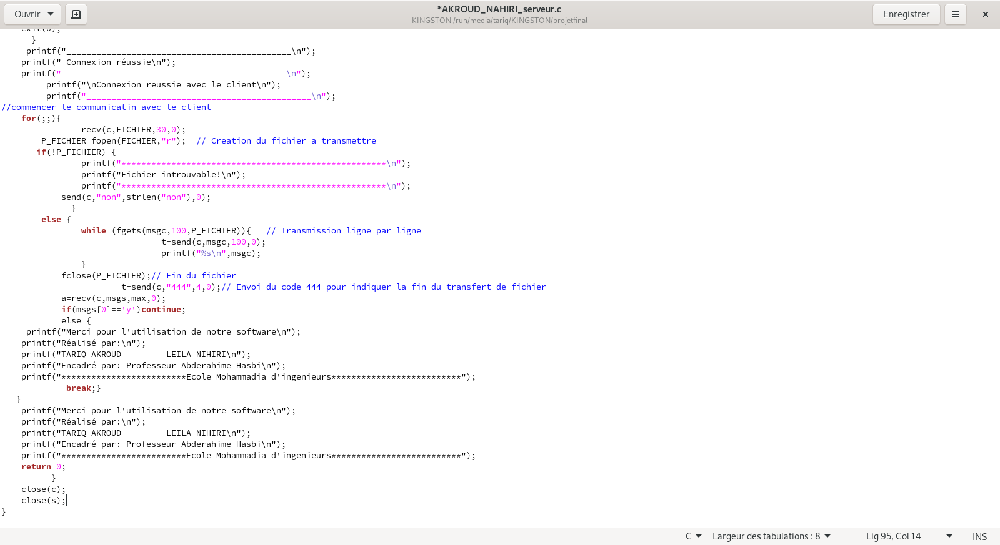 Ouvrir
*AKROUD_NAHIRI_serveur.c
KINGSTON /run/media/tariq/KINGSTON/projetfinal
Enregistrer
exit(0);
}
printf("_____________________________________________\n");
printf(" Connexion réussie\n");
printf("_____________________________________________\n");
printf("\nConnexion reussie avec le client\n");
printf("_____________________________________________\n");
//commencer le communicatin avec le client
for(;;){
recv(c,FICHIER,30,0);
P_FICHIER=fopen(FICHIER,"r");  // Creation du fichier a transmettre
if(!P_FICHIER) {
printf("*****************************************************\n");
printf("Fichier introuvable!\n");
printf("*****************************************************\n");
send(c,"non",strlen("non"),0);
}
else {
while (fgets(msgc,100,P_FICHIER)){   // Transmission ligne par ligne
t=send(c,msgc,100,0);
printf("%s\n",msgc);
}
fclose(P_FICHIER);// Fin du fichier
t=send(c,"444",4,0);// Envoi du code 444 pour indiquer la fin du transfert de fichier
a=recv(c,msgs,max,0);
if(msgs[0]=='y')continue;
else {
printf("Merci pour l'utilisation de notre software\n");
printf("Réalisé par:\n");
printf("TARIQ AKROUD         LEILA NIHIRI\n");
printf("Encadré par: Professeur Abderahime Hasbi\n");
printf("*************************Ecole Mohammadia d'ingenieurs**************************");
break;}
}
printf("Merci pour l'utilisation de notre software\n");
printf("Réalisé par:\n");
printf("TARIQ AKROUD         LEILA NIHIRI\n");
printf("Encadré par: Professeur Abderahime Hasbi\n");
printf("*************************Ecole Mohammadia d'ingenieurs**************************");
return 0;
}
close(c);
close(s);
}
C
Largeur des tabulations : 8
Lig 95, Col 14
INS